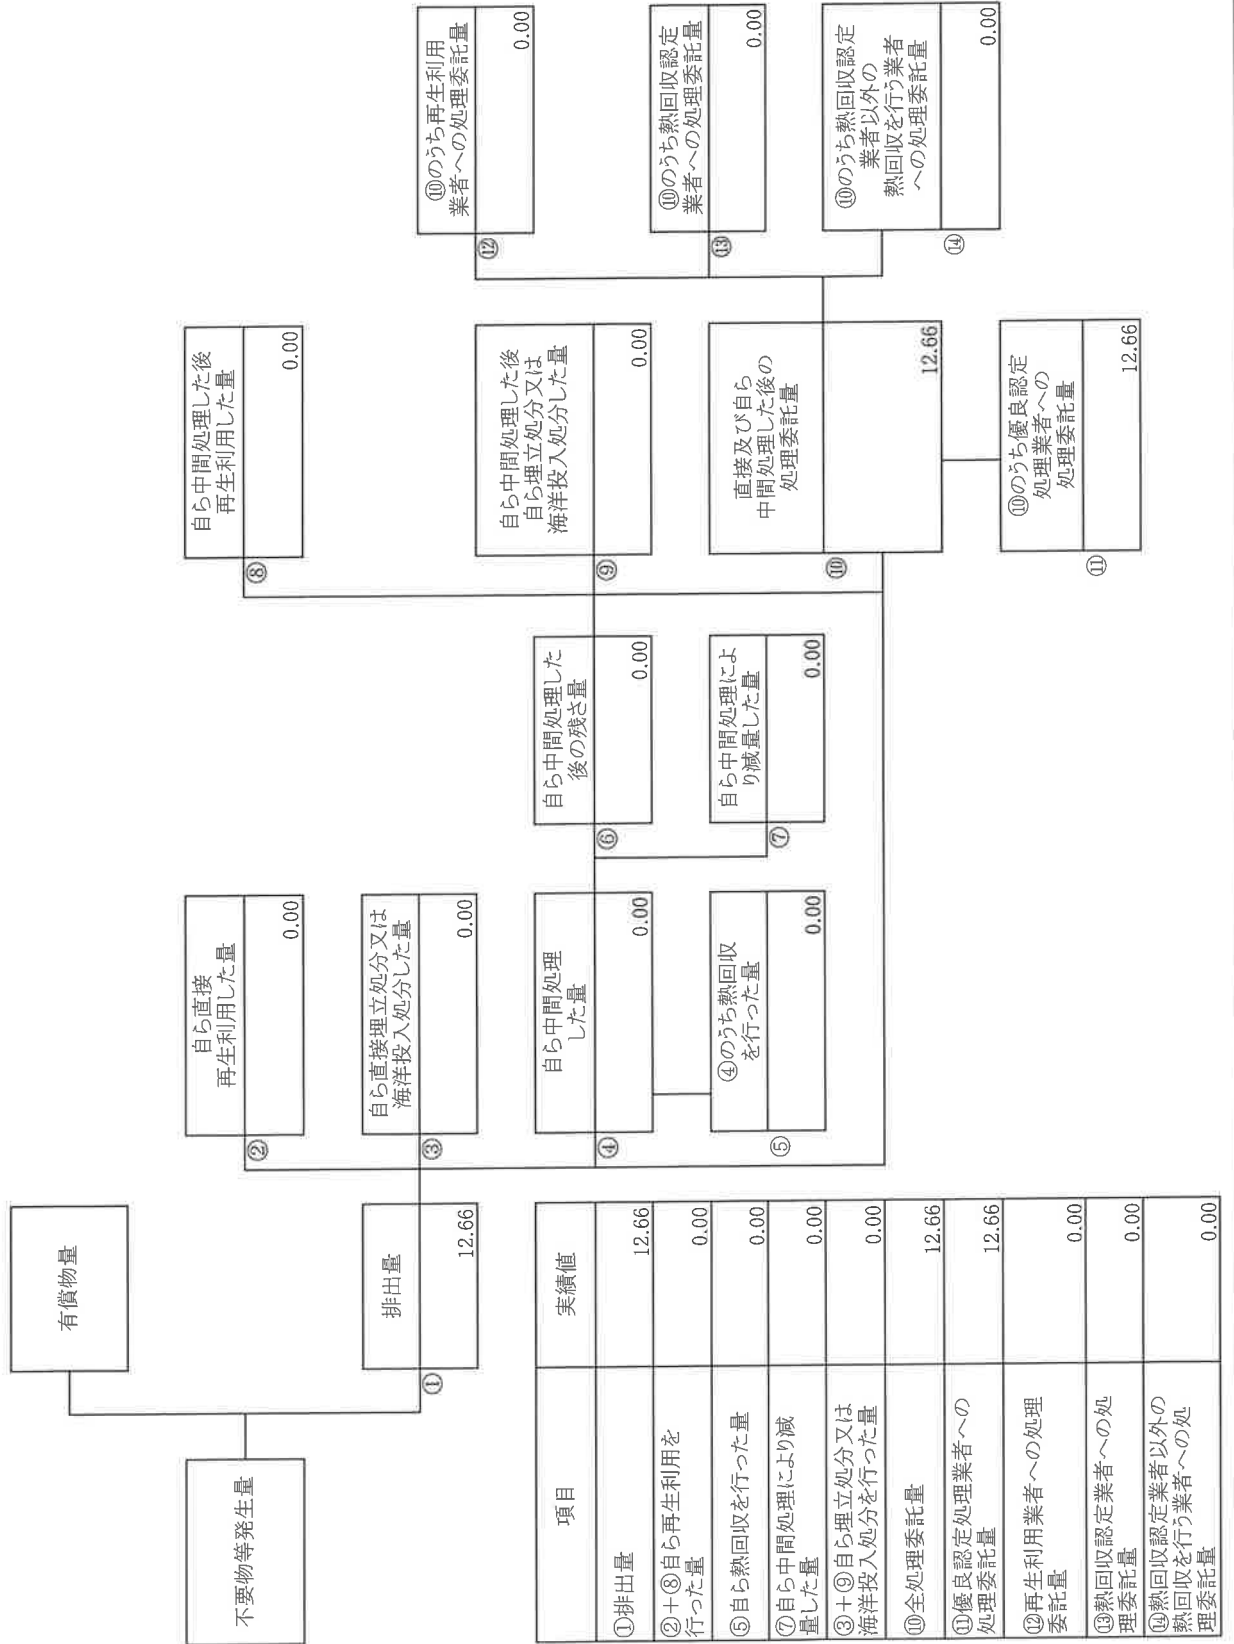 不要物等発生量
有償物量
排出量
①
12.66
自ら直接
再生利用した量
②
0.00
自ら直接埋立処分又は
海洋投入処分した量
③
0.00
自ら中間処理
した量
④
0.00
④のうち熱回収
を行った量
⑤
0.00
自ら中間処理した
後の残さ量
⑥
0.00
自ら中間処理によ
り減量した量
⑦
0.00
自ら中間処理した後
再生利用した量
⑧
0.00
自ら中間処理した後
自ら埋立処分又は
海洋投入処分した量
⑨
0.00
直接及び自ら
中間処理した後の
処理委託量
⑩
12.66
⑩のうち優良認定
処理業者への
処理委託量
⑪
12.66
⑩のうち再生利用
業者への処理委託量
⑫
0.00
⑩のうち熱回収認定
業者への処理委託量
⑬
0.00
⑩のうち熱回収認定
業者以外の
熱回収を行う業者
への処理委託量
⑭
0.00
項目 実績値
①排出量 12.66
②+⑧自ら再生利用を
行った量 0.00
⑤自ら熱回収を行った量 0.00
⑦自ら中間処理により減
量した量 0.00
③+⑨自ら埋立処分又は
海洋投入処分を行った量 0.00
⑩全処理委託量 12.66
⑪優良認定処理業者への
処理委託量 12.66
⑫再生利用業者への処理
委託量 0.00
⑬熱回収認定業者への処
理委託量 0.00
⑭熱回収認定業者以外の
熱回収を行う業者への処
理委託量 0.00